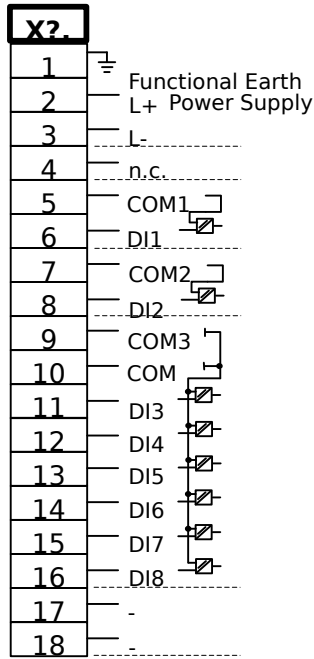 X?.
1
Functional Earth
2 L+ Power Supply
3 L-
4 n.c.
5 COM1
6 DI1
7 COM2
8 DI2
9 COM3
10 COM
11 DI3
12 DI4
13 DI5
14 DI6
15 DI7
16 DI8
17 -
18 -